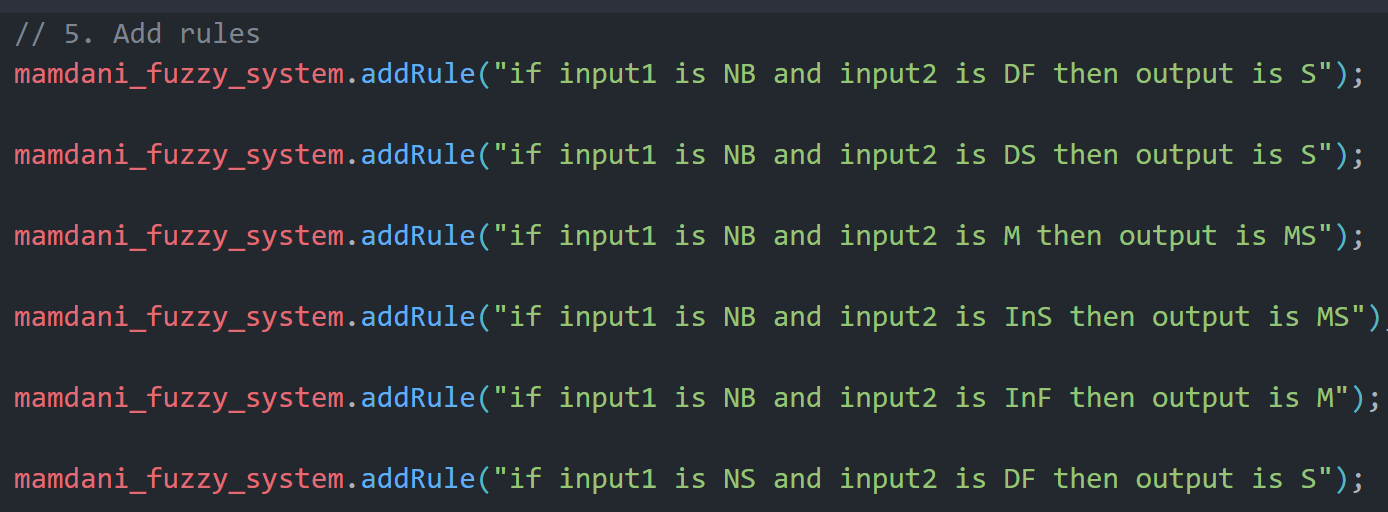 // 5. Add rules
mamdani_fuzzy_system.addRule("if input1 is NB and input2 is DF then output is S");
mamdani_fuzzy_system.addRule("if input1 is NB and input2 is DS then output is S");
mamdani_fuzzy_system.addRule("if input1 is NB and input2 is M then output is MS");
mamdani_fuzzy_system.addRule("if input1 is NB and input2 is InS then output is MS");
mamdani_fuzzy_system.addRule("if input1 is NB and input2 is InF then output is M");
mamdani_fuzzy_system.addRule("if input1 is NS and input2 is DF then output is S");